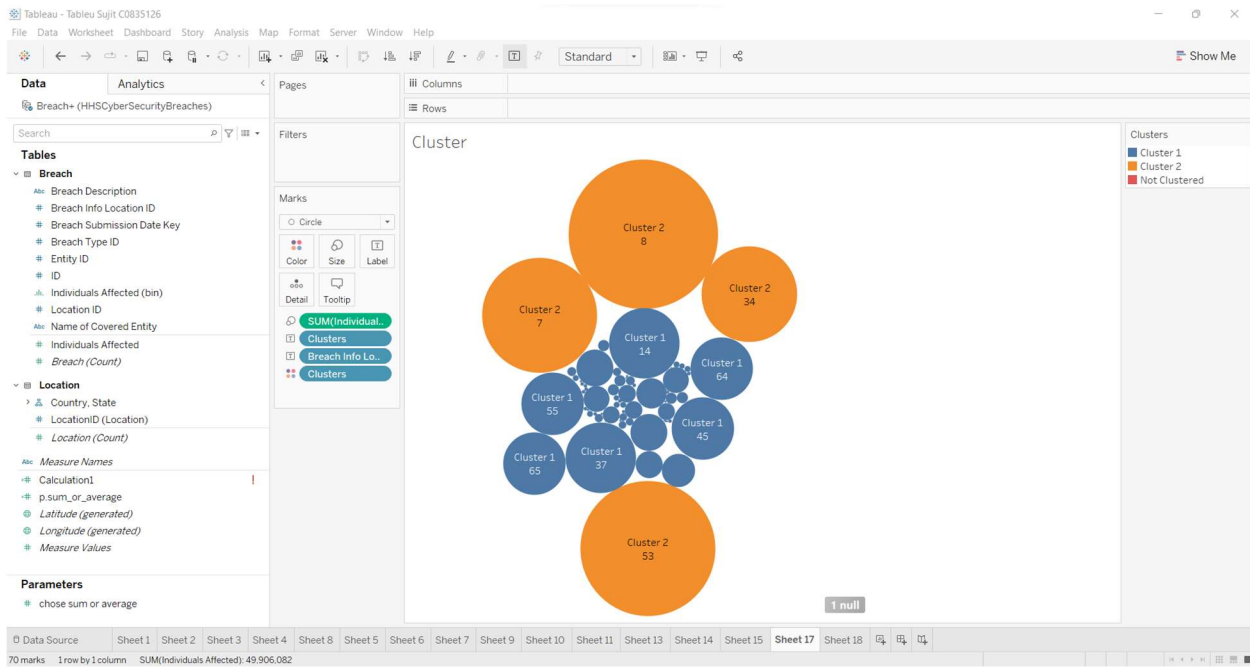 Tableau - Tableu Sujit C0835126
File Data Worksheet Dashboard Story Analysis Map Format Server Window Help
Standard
Show Me
Data
Analytics
Breach+ (HHSCyberSecurityBreaches)
Search
Tables
Breach
Abc Breach Description
# Breach Info Location ID
# Breach Submission Date Key
# Breach Type ID
# Entity ID
# ID
Individuals Affected (bin)
# Location ID
Abc Name of Covered Entity
# Individuals Affected
# Breach (Count)
Location
Country, State
# LocationID (Location)
# Location (Count)
Abc Measure Names
# Calculation1 !
# p.sum_or_average
Latitude (generated)
Longitude (generated)
# Measure Values
Parameters
# chose sum or average
Pages
Filters
Marks
Circle
Color Size Label
Detail Tooltip
SUM(Individual..
Clusters
Breach Info Lo..
Clusters
Columns
Rows
Cluster
Cluster 2
8
Cluster 2
34
Cluster 2
7
Cluster 1
14
Cluster 1
64
Cluster 1
55
Cluster 1
45
Cluster 1
37
Cluster 1
65
Cluster 2
53
1 null
Clusters
Cluster 1
Cluster 2
Not Clustered
Data Source Sheet 1 Sheet 2 Sheet 3 Sheet 4 Sheet 8 Sheet 5 Sheet 6 Sheet 7 Sheet 9 Sheet 10 Sheet 11 Sheet 13 Sheet 14 Sheet 15 Sheet 17 Sheet 18
70 marks 1 row by 1 column SUM(Individuals Affected): 49,906,082